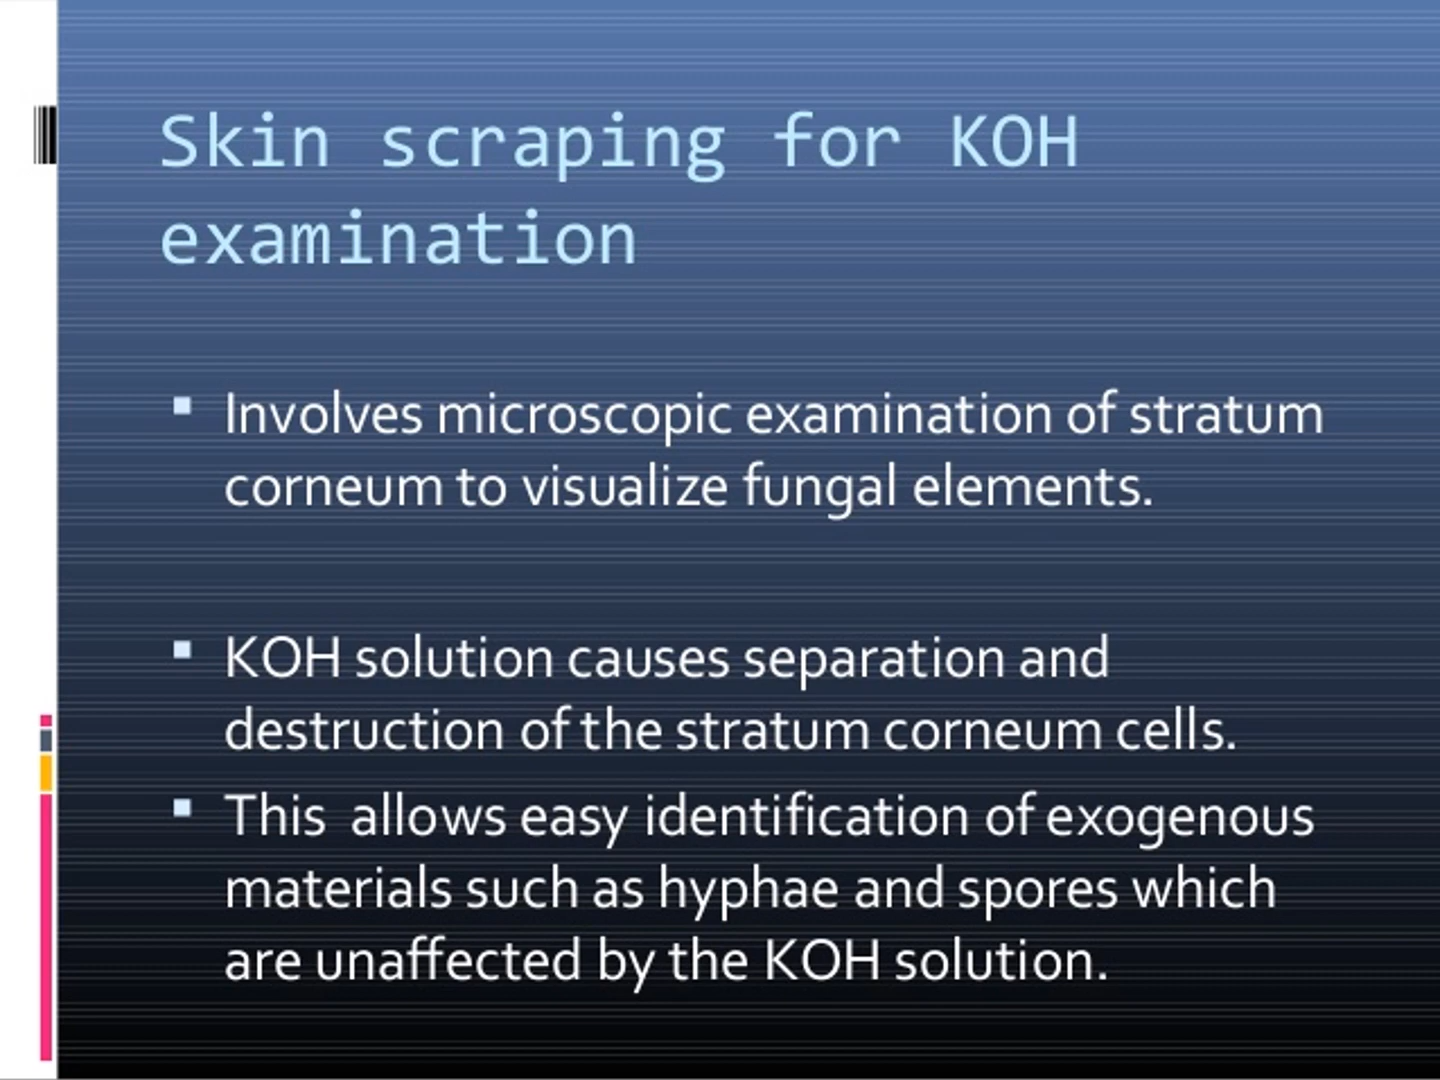 Skin scraping for KOH
examination
▪ Involves microscopic examination of stratum
corneum to visualize fungal elements.
▪ KOH solution causes separation and
destruction of the stratum corneum cells.
▪ This allows easy identification of exogenous
materials such as hyphae and spores which
are unaffected by the KOH solution.